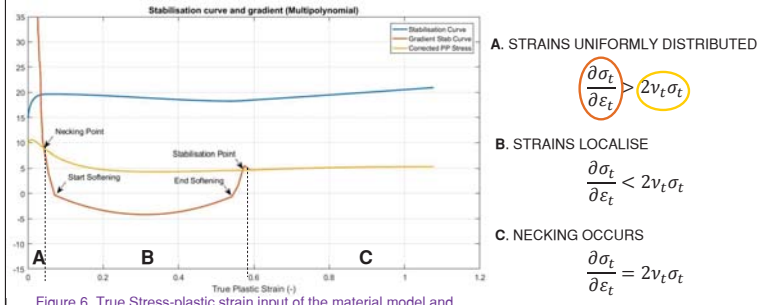 Stabilisation curve and gradient (Multipolynomial)
35
30
25
20
15
10
5
0
-5
-10
-15
Stabilisation Curve
Gradient Stab Curve
Corrected PP Stress
Necking Point
Start Softening
Stabilisation Point
End Softening
A
B
C
0
0.2
0.4
0.6
0.8
1
1.2
True Plastic Strain (-)
Figure 6. True Stress-plastic strain input of the material model and
A. STRAINS UNIFORMLY DISTRIBUTED
∂σt/∂εt > 2νtσt
B. STRAINS LOCALISE
∂σt/∂εt < 2νtσt
C. NECKING OCCURS
∂σt/∂εt = 2νtσt